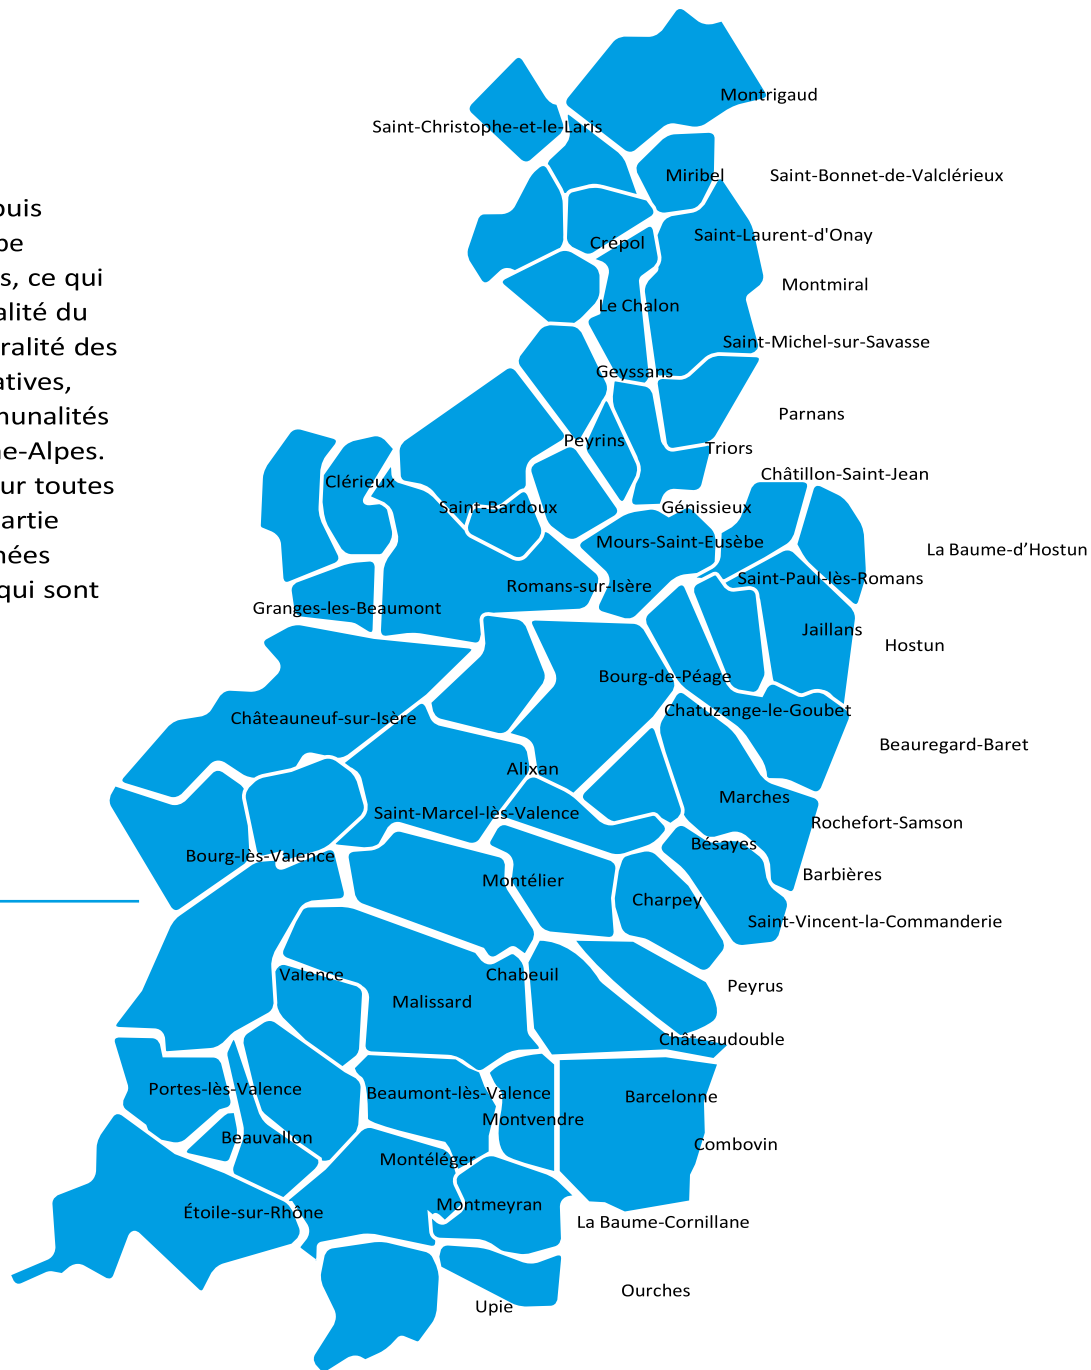 puis
pe
s, ce qui
alité du
ralité des
atives,
munalités
ne-Alpes.
ur toutes
artie
nées
qui sont
Montrigaud
Saint-Christophe-et-le-Laris
Miribel
Saint-Bonnet-de-Valclérieux
Crépol
Saint-Laurent-d'Onay
Montmiral
Le Chalon
Saint-Michel-sur-Savasse
Geyssans
Parnans
Peyrins
Triors
Châtillon-Saint-Jean
Clérieux
Saint-Bardoux
Génissieux
Mours-Saint-Eusèbe
La Baume-d’Hostun
Saint-Paul-lès-Romans
Romans-sur-Isère
Granges-les-Beaumont
Jaillans
Hostun
Bourg-de-Péage
Châteauneuf-sur-Isère
Chatuzange-le-Goubet
Beauregard-Baret
Alixan
Marches
Saint-Marcel-lès-Valence
Rochefort-Samson
Bésayes
Bourg-lès-Valence
Barbières
Montélier
Charpey
Saint-Vincent-la-Commanderie
Valence
Chabeuil
Peyrus
Malissard
Châteaudouble
Portes-lès-Valence
Beaumont-lès-Valence
Barcelonne
Montvendre
Beauvallon
Combovin
Montéléger
Montmeyran
Étoile-sur-Rhône
La Baume-Cornillane
Ourches
Upie